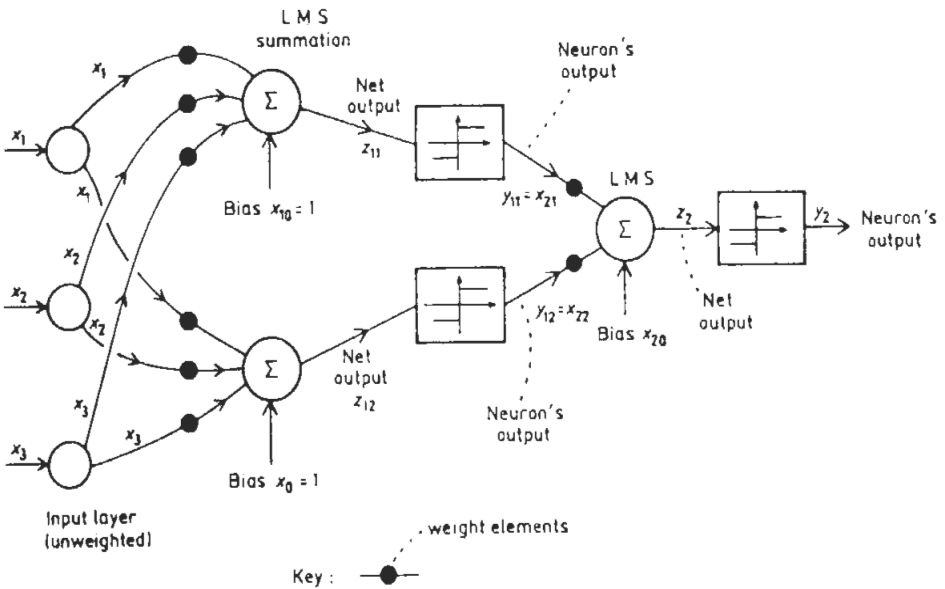 LMS
summation
x₁
x₁
x₁
x₂
x₂
x₂
x₃
x₃
x₃
Σ
Bias x₁₀ = 1
Net
output
z₁₁
Neuron's
output
y₁₁ = x₂₁
LMS
Σ
Bias x₂₀
z₂
Net
output
y₂
Neuron's
output
Σ
Bias x₀ = 1
Net
output
z₁₂
y₁₂ = x₂₂
Neuron's
output
Input layer
(unweighted)
weight elements
Key :